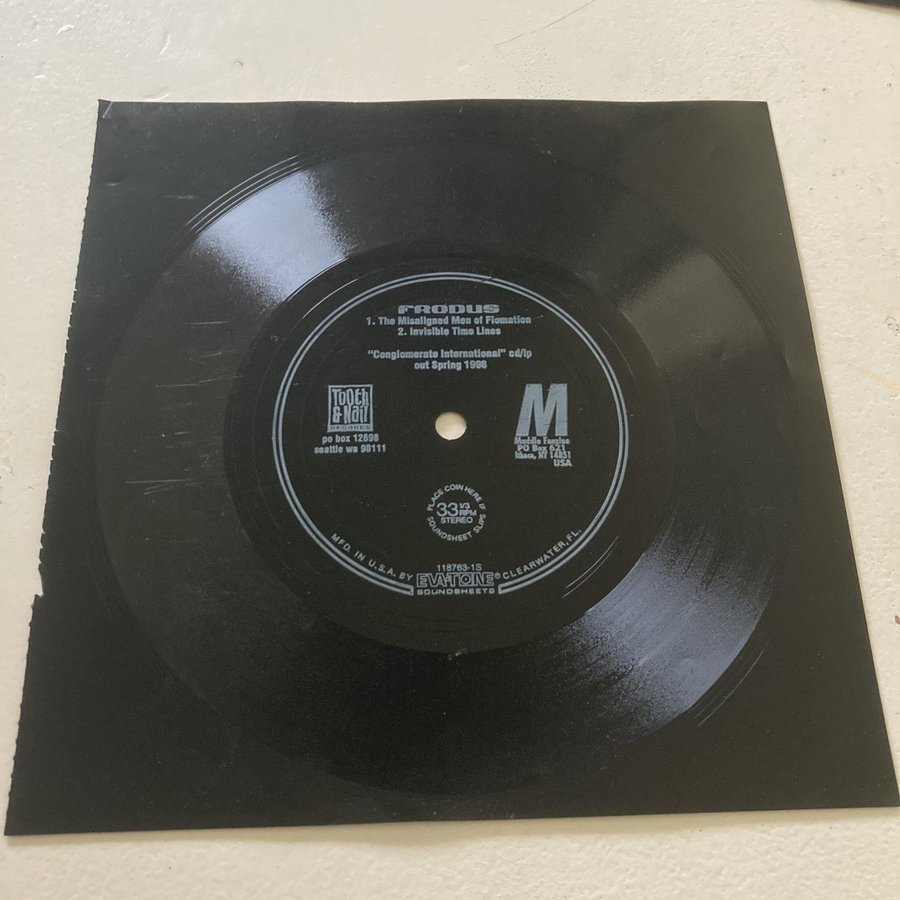 FRODUS
1. The Misaligned Men of Flomation
2. Invisible Time Lines
"Conglomerate International" cd/lp
out Spring 1998
Tooth
& Nail
RECORDS
po box 12698
seattle wa 98111
M
Muddle Fanzine
PO Box 621
Ithaca, NY 14851
USA
PLACE COIN HERE IF
33 1/3
RPM
STEREO
SOUNDSHEET SLIPS
118763-1S
MFD. IN U.S.A. BY EVA-TONE® CLEARWATER, FL.
SOUNDSHEETS